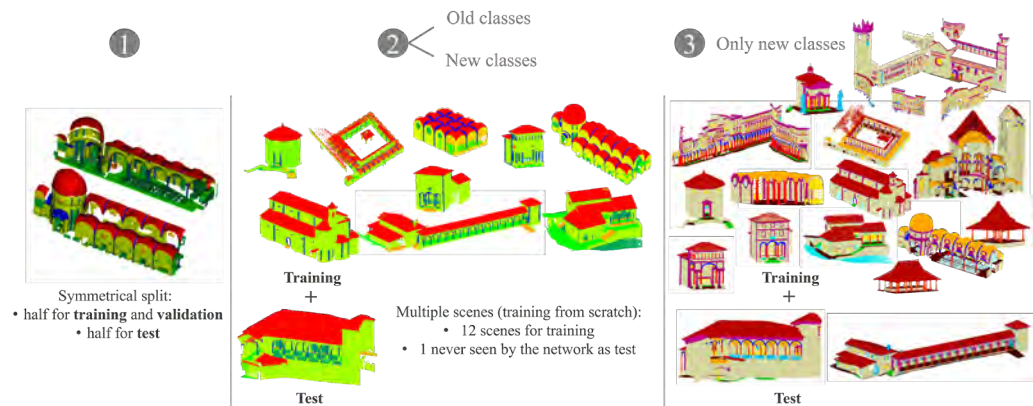 1
2
Old classes
New classes
3 Only new classes
Symmetrical split:
• half for training and validation
• half for test
Training
+
Test
Multiple scenes (training from scratch):
• 12 scenes for training
• 1 never seen by the network as test
Training
+
Test